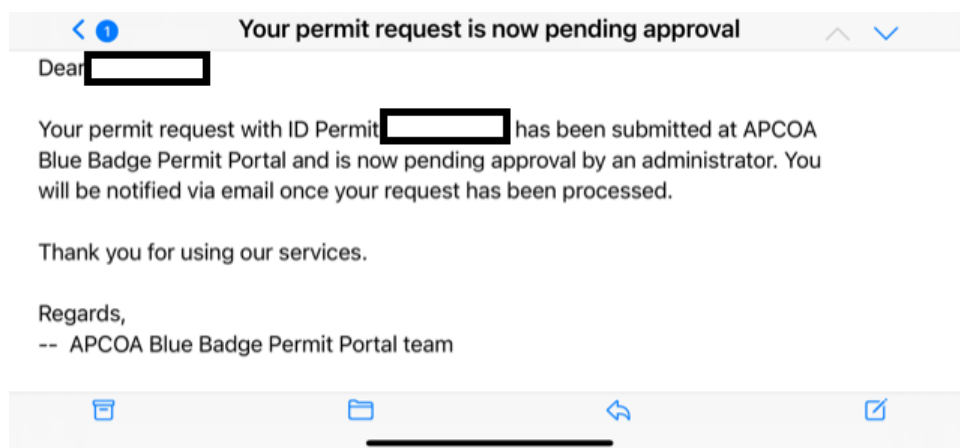 1
Your permit request is now pending approval
Dear
Your permit request with ID Permit has been submitted at APCOA
Blue Badge Permit Portal and is now pending approval by an administrator. You
will be notified via email once your request has been processed.
Thank you for using our services.
Regards,
-- APCOA Blue Badge Permit Portal team